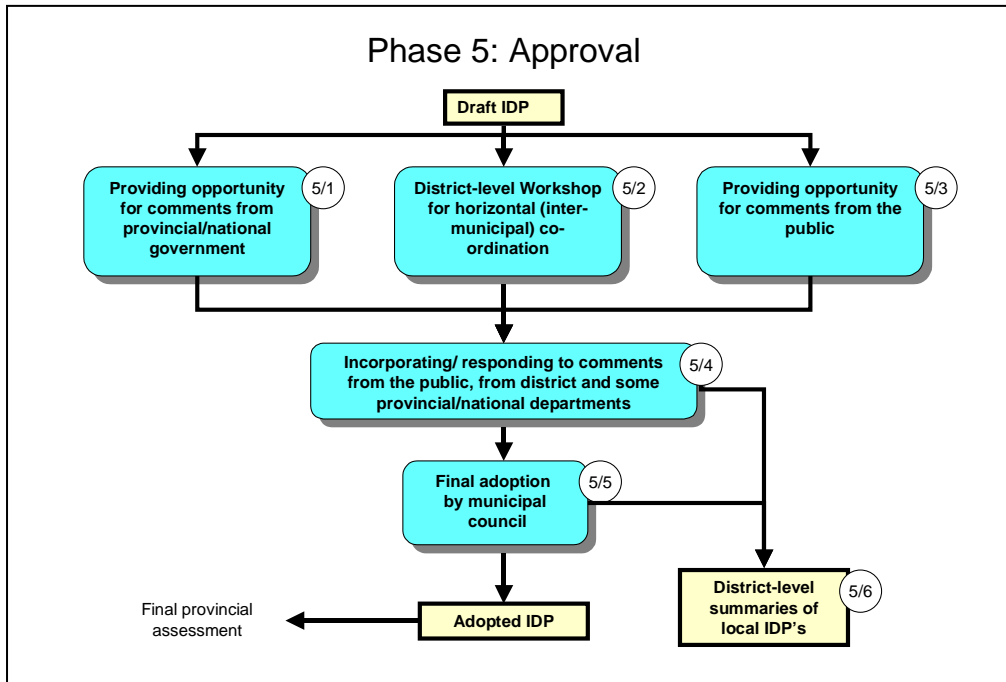 Phase 5: Approval
Draft IDP
Providing opportunity
for comments from
provincial/national
government
5/1
District-level Workshop
for horizontal (inter-
municipal) co-
ordination
5/2
Providing opportunity
for comments from the
public
5/3
Incorporating/ responding to comments
from the public, from district and some
provincial/national departments
5/4
Final adoption
by municipal
council
5/5
District-level
summaries of
local IDP's
5/6
Adopted IDP
Final provincial
assessment